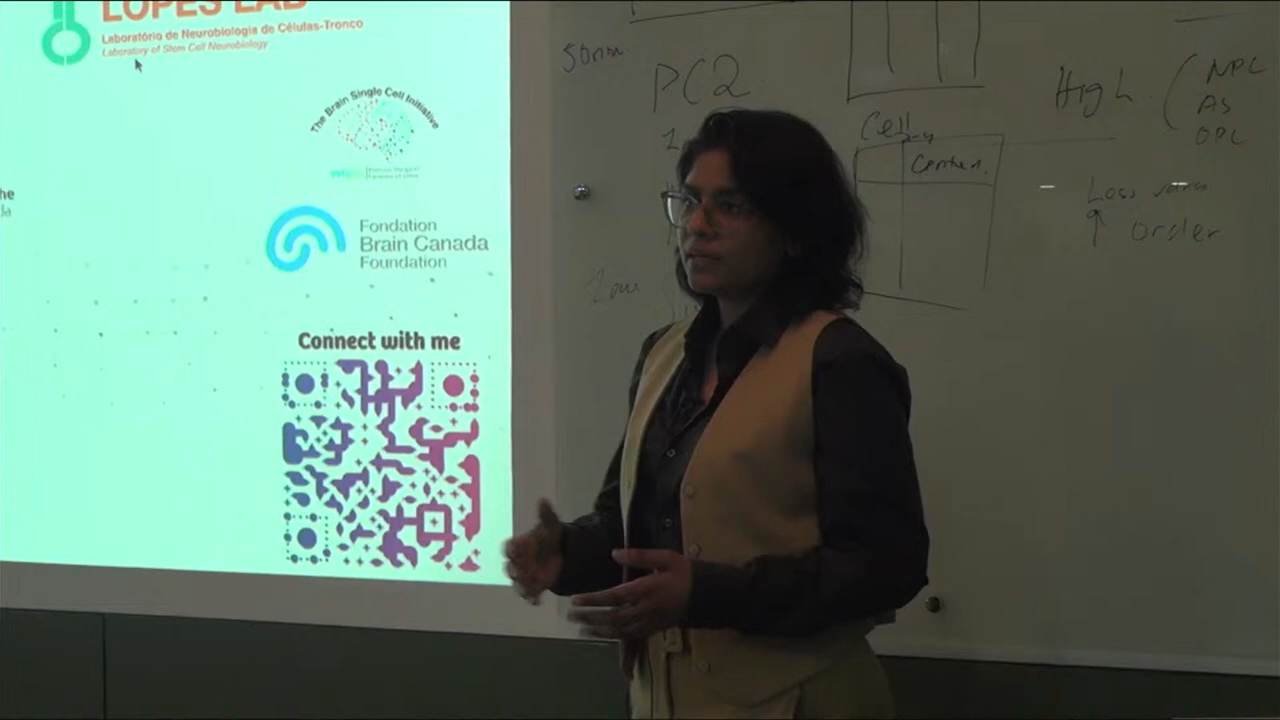 LOPES LAB
Laboratório de Neurobiologia de Células-Tronco
Laboratory of Stem Cell Neurobiology
The Brain Single Cell Initiative
Fondation
Brain Canada
Foundation
Connect with me
50nm
PC2
Cell
High
NPC
AS
OPC
Loss
Order
Low